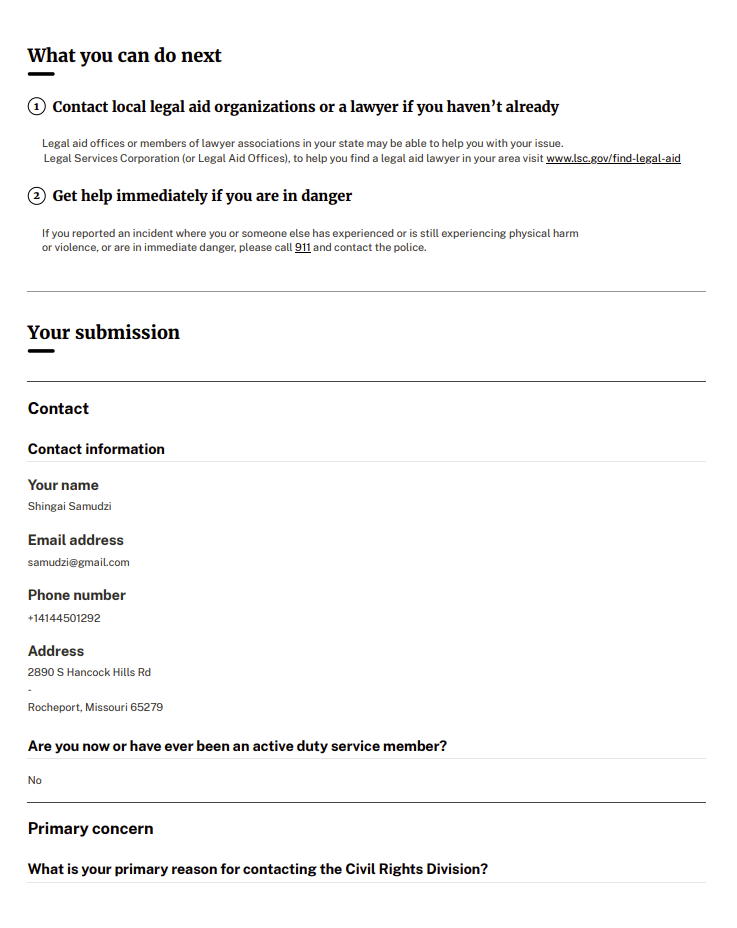 What you can do next
1 Contact local legal aid organizations or a lawyer if you haven’t already
Legal aid offices or members of lawyer associations in your state may be able to help you with your issue.
Legal Services Corporation (or Legal Aid Offices), to help you find a legal aid lawyer in your area visit www.lsc.gov/find-legal-aid
2 Get help immediately if you are in danger
If you reported an incident where you or someone else has experienced or is still experiencing physical harm
or violence, or are in immediate danger, please call 911 and contact the police.
Your submission
Contact
Contact information
Your name
Shingai Samudzi
Email address
samudzi@gmail.com
Phone number
+14144501292
Address
2890 S Hancock Hills Rd
-
Rocheport, Missouri 65279
Are you now or have ever been an active duty service member?
No
Primary concern
What is your primary reason for contacting the Civil Rights Division?